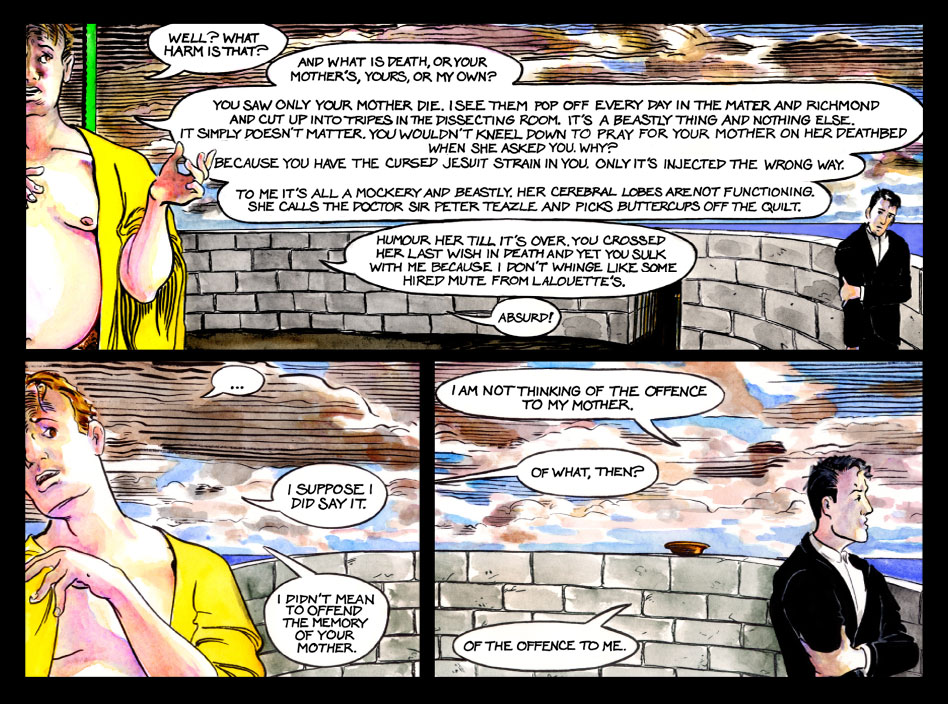 WELL? WHAT
HARM IS THAT?
AND WHAT IS DEATH, OR YOUR
MOTHER'S, YOURS, OR MY OWN?
YOU SAW ONLY YOUR MOTHER DIE. I SEE THEM POP OFF EVERY DAY IN THE MATER AND RICHMOND
AND CUT UP INTO TRIPES IN THE DISSECTING ROOM. IT'S A BEASTLY THING AND NOTHING ELSE.
IT SIMPLY DOESN'T MATTER. YOU WOULDN'T KNEEL DOWN TO PRAY FOR YOUR MOTHER ON HER DEATHBED
WHEN SHE ASKED YOU. WHY?
BECAUSE YOU HAVE THE CURSED JESUIT STRAIN IN YOU. ONLY IT'S INJECTED THE WRONG WAY.
TO ME IT'S ALL A MOCKERY AND BEASTLY. HER CEREBRAL LOBES ARE NOT FUNCTIONING.
SHE CALLS THE DOCTOR SIR PETER TEAZLE AND PICKS BUTTERCUPS OFF THE QUILT.
HUMOUR HER TILL IT'S OVER. YOU CROSSED
HER LAST WISH IN DEATH AND YET YOU SULK
WITH ME BECAUSE I DON'T WHINGE LIKE SOME
HIRED MUTE FROM LALOUETTE'S.
ABSURD!
...
I SUPPOSE I
DID SAY IT.
I DIDN'T MEAN
TO OFFEND
THE MEMORY
OF YOUR
MOTHER.
I AM NOT THINKING OF THE OFFENCE
TO MY MOTHER.
OF WHAT, THEN?
OF THE OFFENCE TO ME.